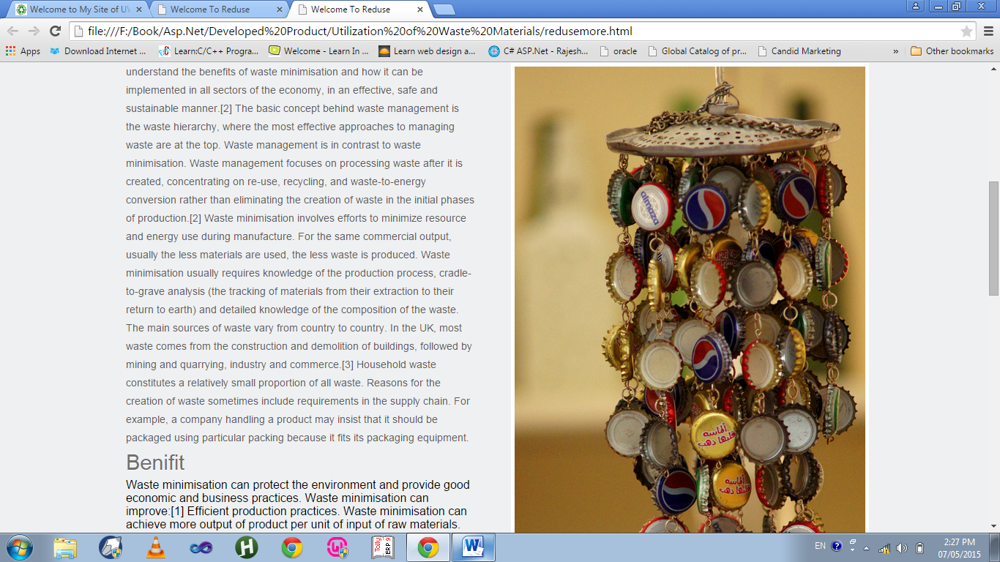 Welcome to My Site of UW
Welcome To Reduse
Welcome To Reduse
file:///F:/Book/Asp.Net/Developed%20Product/Utilization%20of%20Waste%20Materials/redusemore.html
Apps
Download Internet ...
Learn:C/C++ Progra...
Welcome - Learn In ...
Learn web design a...
C# ASP.Net - Rajesh...
oracle
Global Catalog of pr...
Candid Marketing
»
Other bookmarks
understand the benefits of waste minimisation and how it can be
implemented in all sectors of the economy, in an effective, safe and
sustainable manner.[2] The basic concept behind waste management is
the waste hierarchy, where the most effective approaches to managing
waste are at the top. Waste management is in contrast to waste
minimisation. Waste management focuses on processing waste after it is
created, concentrating on re-use, recycling, and waste-to-energy
conversion rather than eliminating the creation of waste in the initial phases
of production.[2] Waste minimisation involves efforts to minimize resource
and energy use during manufacture. For the same commercial output,
usually the less materials are used, the less waste is produced. Waste
minimisation usually requires knowledge of the production process, cradle-
to-grave analysis (the tracking of materials from their extraction to their
return to earth) and detailed knowledge of the composition of the waste.
The main sources of waste vary from country to country. In the UK, most
waste comes from the construction and demolition of buildings, followed by
mining and quarrying, industry and commerce.[3] Household waste
constitutes a relatively small proportion of all waste. Reasons for the
creation of waste sometimes include requirements in the supply chain. For
example, a company handling a product may insist that it should be
packaged using particular packing because it fits its packaging equipment.
Benifit
Waste minimisation can protect the environment and provide good
economic and business practices. Waste minimisation can
improve:[1] Efficient production practices. Waste minimisation can
achieve more output of product per unit of input of raw materials.
almaza
ألماسة
قلبها دهب
ألماسة
قلبها دهب
Tally
ERP 9
EN
2:27 PM
07/05/2015